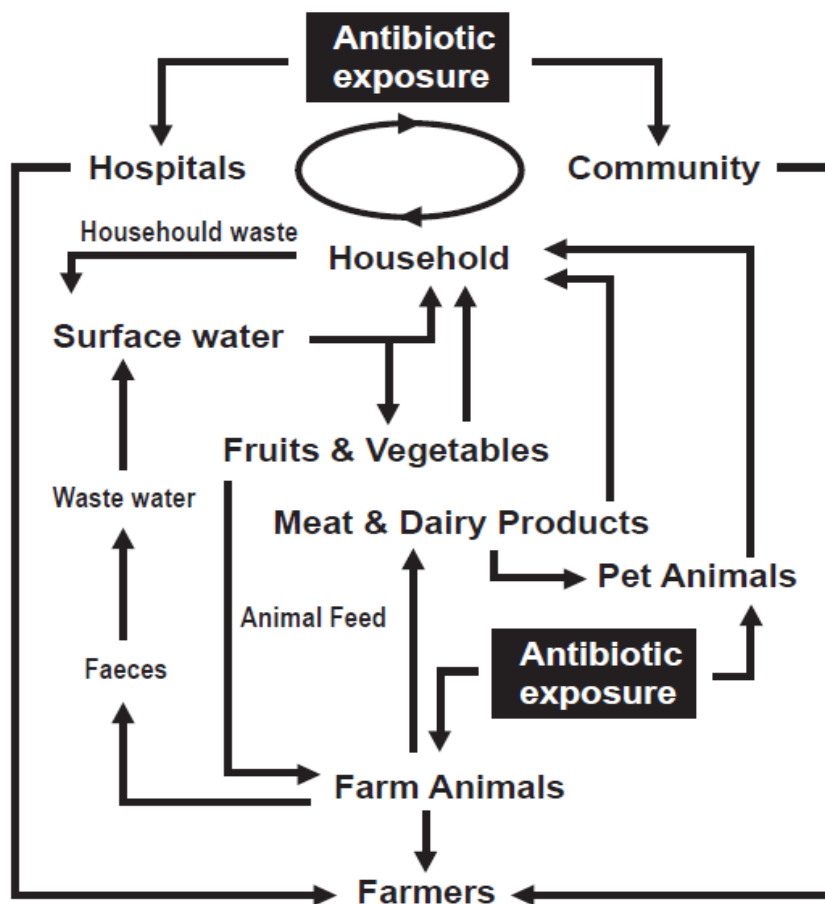 Antibiotic
exposure
Hospitals
Community
Househould waste
Household
Surface water
Fruits & Vegetables
Waste water
Meat & Dairy Products
Pet Animals
Animal Feed
Antibiotic
exposure
Faeces
Farm Animals
Farmers